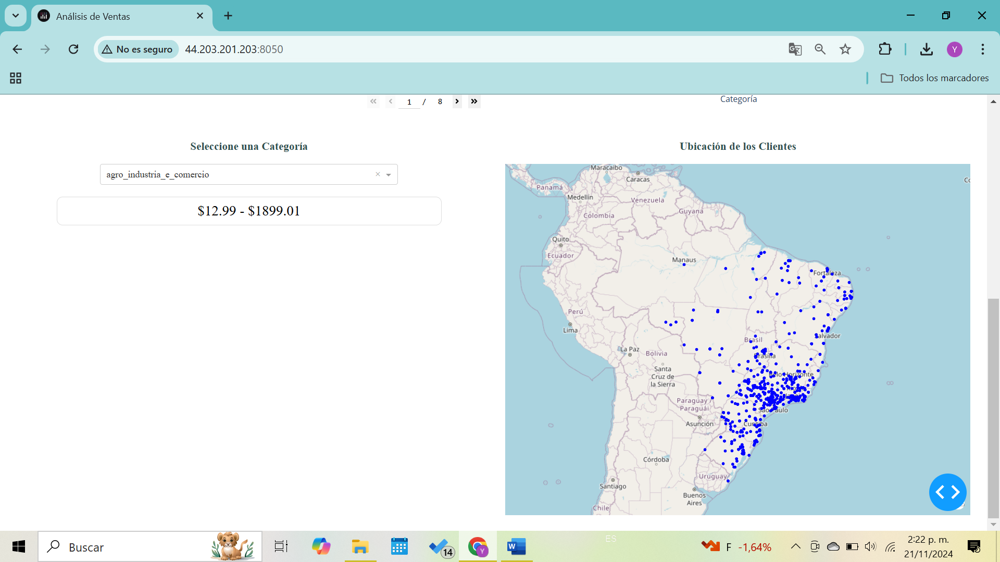 Análisis de Ventas
No es seguro
44.203.201.203:8050
Y
Todos los marcadores
1 / 8
Categoría
Seleccione una Categoría
agro_industria_e_comercio
$12.99 - $1899.01
Ubicación de los Clientes
Maracaibo
Caracas
Panamá
Medellín
Venezuela
Guyana
Colombia
Quito
Ecuador
Manaus
Fortaleza
Perú
Lima
Salvador
Brasil
La Paz
Bolivia
Brasília
Santa
Cruz de
la Sierra
Belo Horizonte
Paraguay /
Paraguái
São Paulo
Asunción
Curitiba
Córdoba
Uruguay
Santiago
Buenos
Aires
Chile
Buscar
14
Y
W
ES
F -1,64%
2:22 p. m.
21/11/2024